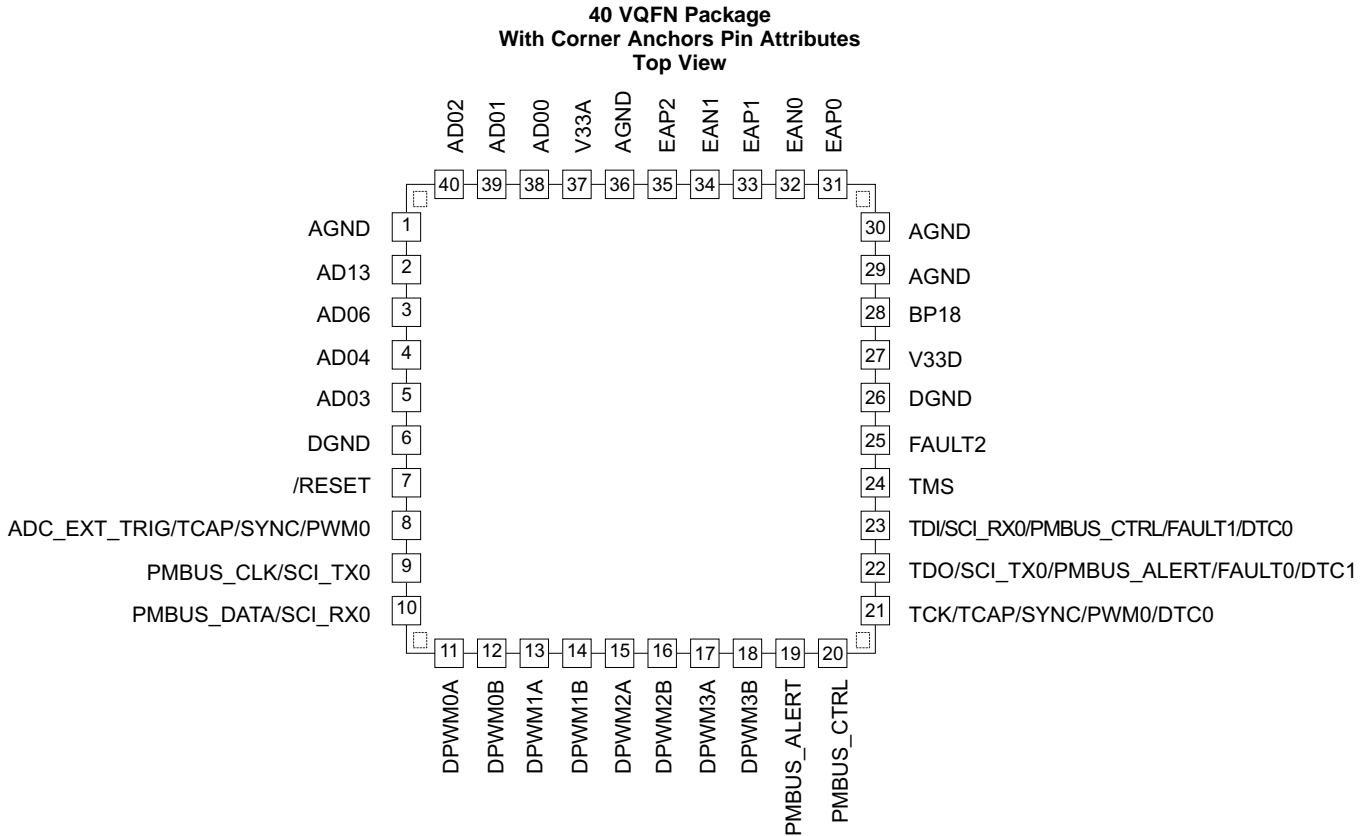 40 VQFN Package
With Corner Anchors Pin Attributes
Top View
AD02
AD01
AD00
V33A
AGND
EAP2
EAN1
EAP1
EAN0
EAP0
40 39 38 37 36 35 34 33 32 31
AGND 1
AD13 2
AD06 3
AD04 4
AD03 5
DGND 6
/RESET 7
ADC_EXT_TRIG/TCAP/SYNC/PWM0 8
PMBUS_CLK/SCI_TX0 9
PMBUS_DATA/SCI_RX0 10
30 AGND
29 AGND
28 BP18
27 V33D
26 DGND
25 FAULT2
24 TMS
23 TDI/SCI_RX0/PMBUS_CTRL/FAULT1/DTC0
22 TDO/SCI_TX0/PMBUS_ALERT/FAULT0/DTC1
21 TCK/TCAP/SYNC/PWM0/DTC0
11 12 13 14 15 16 17 18 19 20
DPWM0A
DPWM0B
DPWM1A
DPWM1B
DPWM2A
DPWM2B
DPWM3A
DPWM3B
PMBUS_ALERT
PMBUS_CTRL